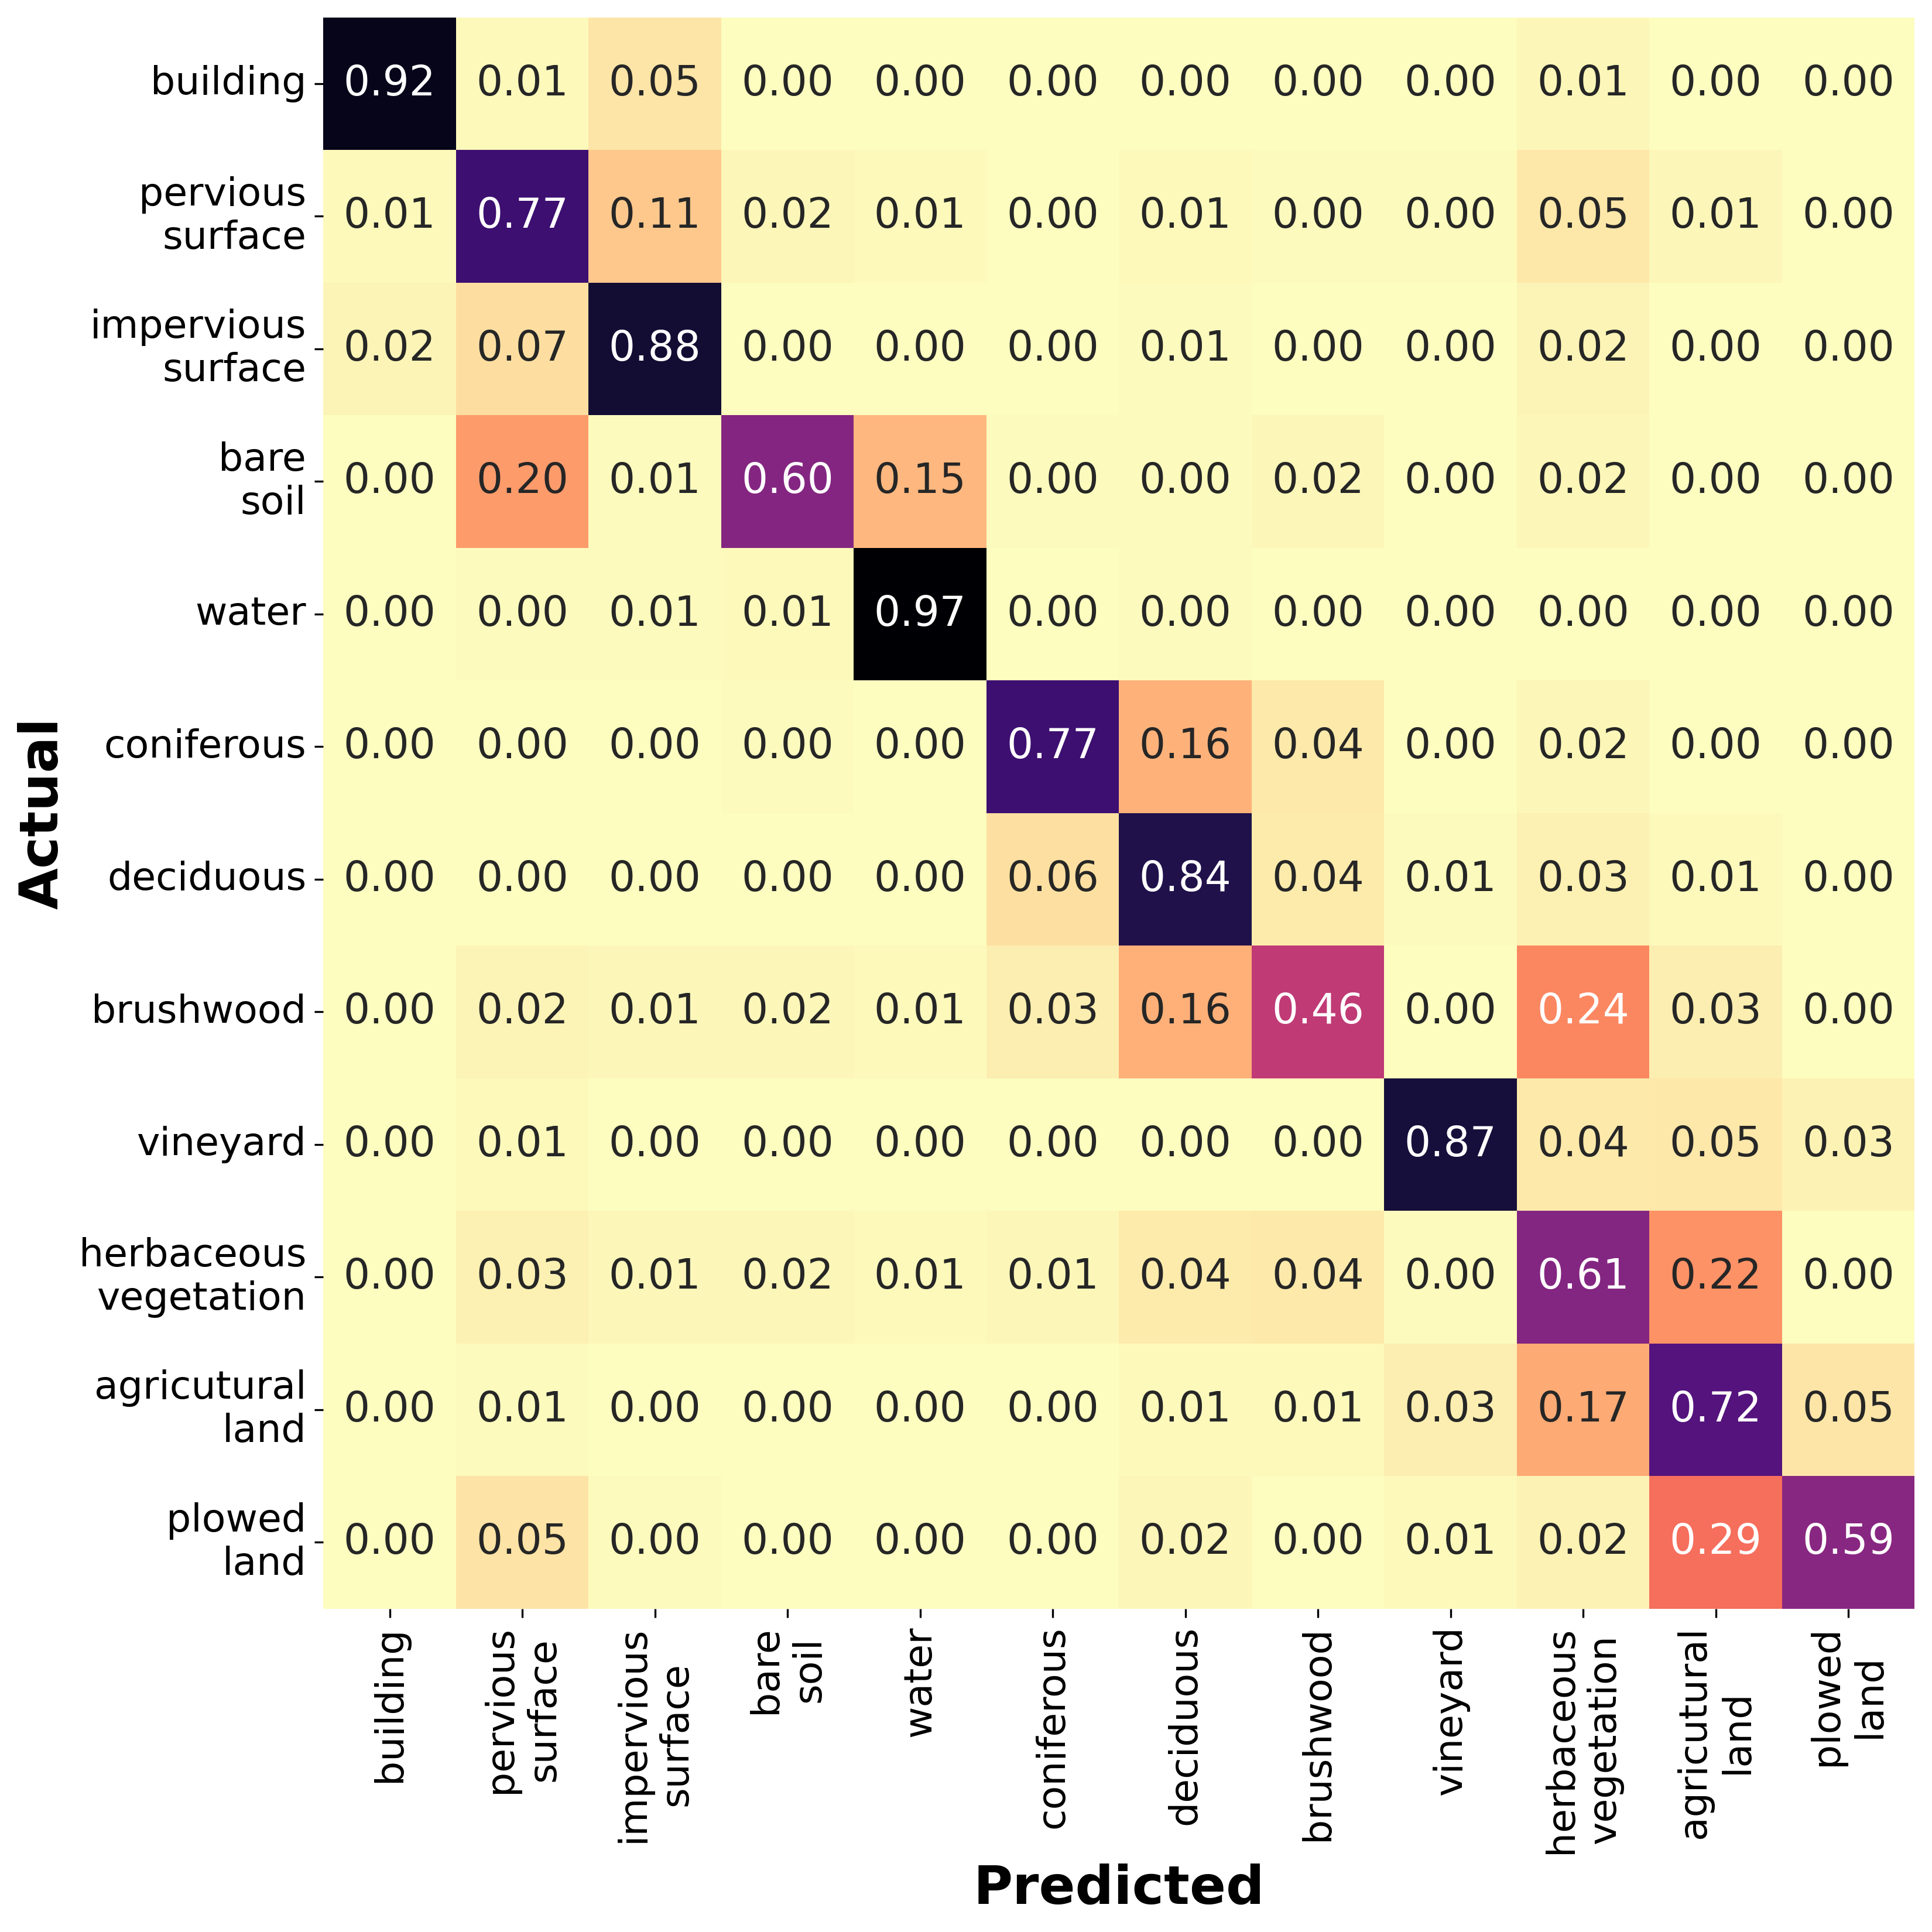 building 0.92 0.01 0.05 0.00 0.00 0.00 0.00 0.00 0.00 0.01 0.00 0.00
pervious
surface 0.01 0.77 0.11 0.02 0.01 0.00 0.01 0.00 0.00 0.05 0.01 0.00
impervious
surface 0.02 0.07 0.88 0.00 0.00 0.00 0.01 0.00 0.00 0.02 0.00 0.00
bare
soil 0.00 0.20 0.01 0.60 0.15 0.00 0.00 0.02 0.00 0.02 0.00 0.00
water 0.00 0.00 0.01 0.01 0.97 0.00 0.00 0.00 0.00 0.00 0.00 0.00
coniferous 0.00 0.00 0.00 0.00 0.00 0.77 0.16 0.04 0.00 0.02 0.00 0.00
deciduous 0.00 0.00 0.00 0.00 0.00 0.06 0.84 0.04 0.01 0.03 0.01 0.00
brushwood 0.00 0.02 0.01 0.02 0.01 0.03 0.16 0.46 0.00 0.24 0.03 0.00
vineyard 0.00 0.01 0.00 0.00 0.00 0.00 0.00 0.00 0.87 0.04 0.05 0.03
herbaceous
vegetation 0.00 0.03 0.01 0.02 0.01 0.01 0.04 0.04 0.00 0.61 0.22 0.00
agricutural
land 0.00 0.01 0.00 0.00 0.00 0.00 0.01 0.01 0.03 0.17 0.72 0.05
plowed
land 0.00 0.05 0.00 0.00 0.00 0.00 0.02 0.00 0.01 0.02 0.29 0.59
Actual
building
pervious
surface
impervious
surface
bare
soil
water
coniferous
deciduous
brushwood
vineyard
herbaceous
vegetation
agricutural
land
plowed
land
Predicted